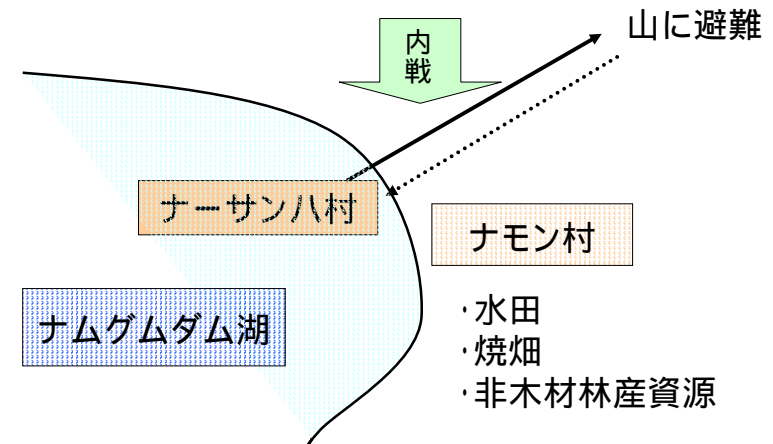 山に避難
内戦
ナーサンハ村
ナモン村
ナムグムダム湖
・水田
・焼畑
・非木材林産資源